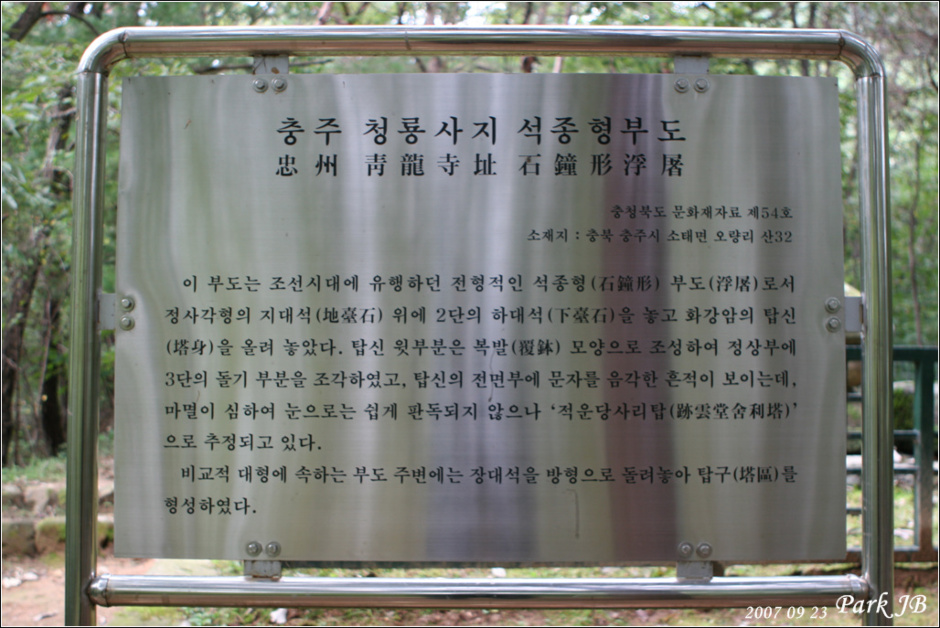 충주 청룡사지 석종형부도
忠州 靑龍寺址 石鐘形浮屠
충청북도 문화재자료 제54호
소재지 : 충북 충주시 소태면 오량리 산32
이 부도는 조선시대에 유행하던 전형적인 석종형(石鐘形) 부도(浮屠)로서
정사각형의 지대석(地臺石) 위에 2단의 하대석(下臺石)을 놓고 화강암의 탑신
(塔身)을 올려 놓았다. 탑신 윗부분은 복발(覆鉢) 모양으로 조성하여 정상부에
3단의 돌기 부분을 조각하였고, 탑신의 전면부에 문자를 음각한 흔적이 보이는데,
마멸이 심하여 눈으로는 쉽게 판독되지 않으나 ‘적운당사리탑(跡雲堂舍利塔)’
으로 추정되고 있다.
비교적 대형에 속하는 부도 주변에는 장대석을 방형으로 돌려놓아 탑구(塔區)를
형성하였다.
2007 09 23 Park JB